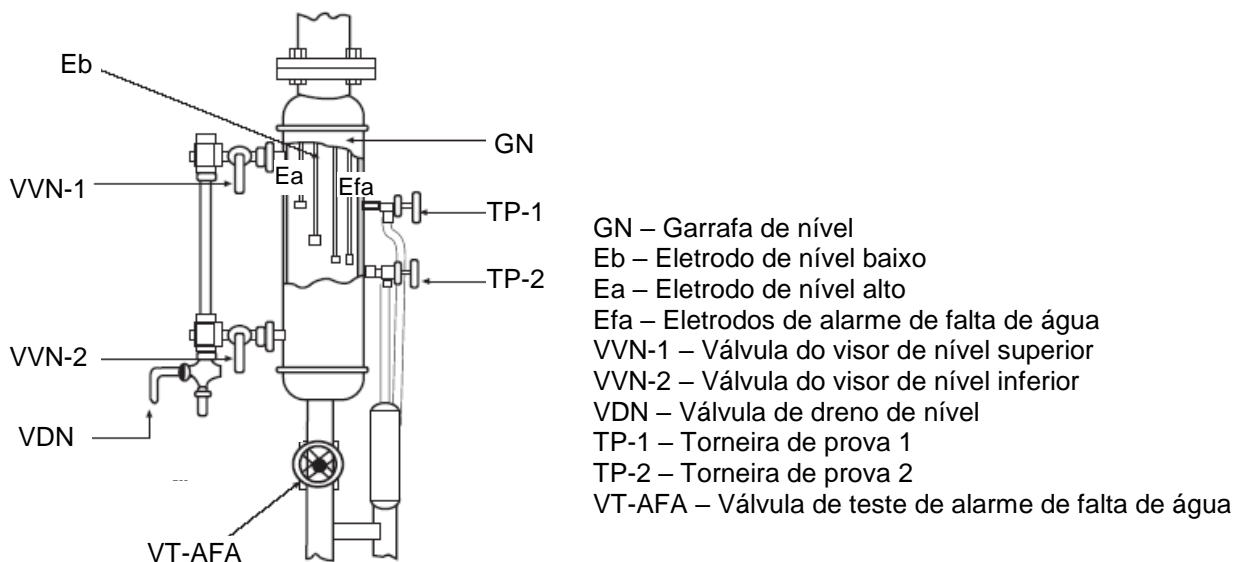 Eb
GN
Ea
Efa
VVN-1
TP-1
TP-2
VVN-2
VDN
VT-AFA
GN – Garrafa de nível
Eb – Eletrodo de nível baixo
Ea – Eletrodo de nível alto
Efa – Eletrodos de alarme de falta de água
VVN-1 – Válvula do visor de nível superior
VVN-2 – Válvula do visor de nível inferior
VDN – Válvula de dreno de nível
TP-1 – Torneira de prova 1
TP-2 – Torneira de prova 2
VT-AFA – Válvula de teste de alarme de falta de água